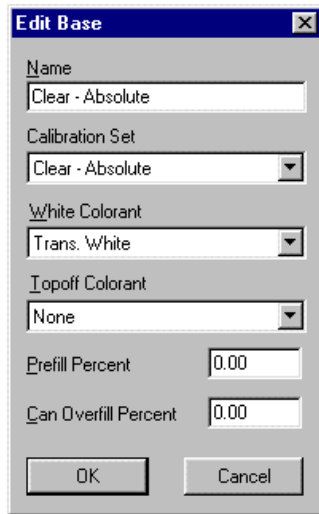 Edit Base
Name
Clear - Absolute
Calibration Set
Clear - Absolute
White Colorant
Trans. White
Topoff Colorant
None
Prefill Percent 0.00
Can Overfill Percent 0.00
OK Cancel